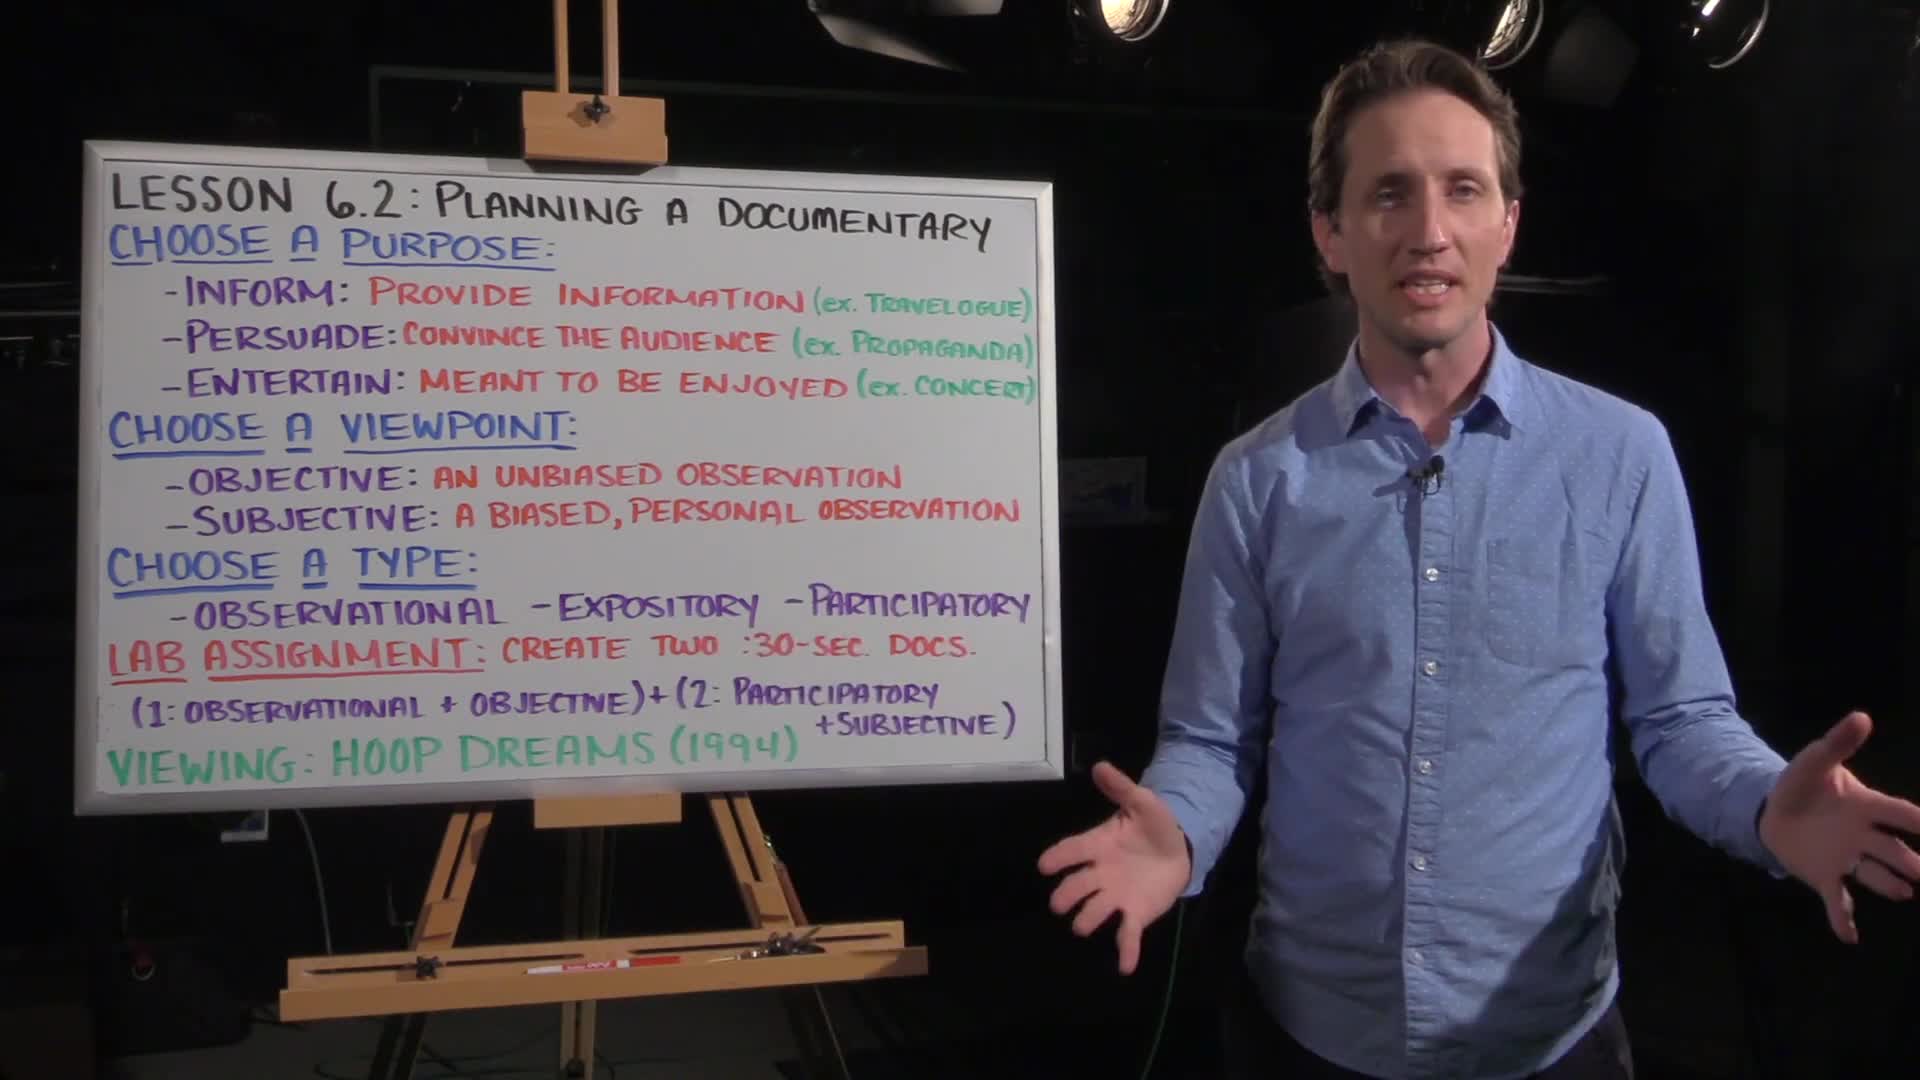 LESSON 6.2: PLANNING A DOCUMENTARY
CHOOSE A PURPOSE:
-INFORM: PROVIDE INFORMATION (ex. TRAVELOGUE)
-PERSUADE: CONVINCE THE AUDIENCE (ex. PROPAGANDA)
-ENTERTAIN: MEANT TO BE ENJOYED (ex. CONCERT)
CHOOSE A VIEWPOINT:
-OBJECTIVE: AN UNBIASED OBSERVATION
-SUBJECTIVE: A BIASED, PERSONAL OBSERVATION
CHOOSE A TYPE:
-OBSERVATIONAL -EXPOSITORY -PARTICIPATORY
LAB ASSIGNMENT: CREATE TWO :30-SEC. DOCS.
(1: OBSERVATIONAL + OBJECTIVE) + (2: PARTICIPATORY
+SUBJECTIVE)
VIEWING: HOOP DREAMS (1994)